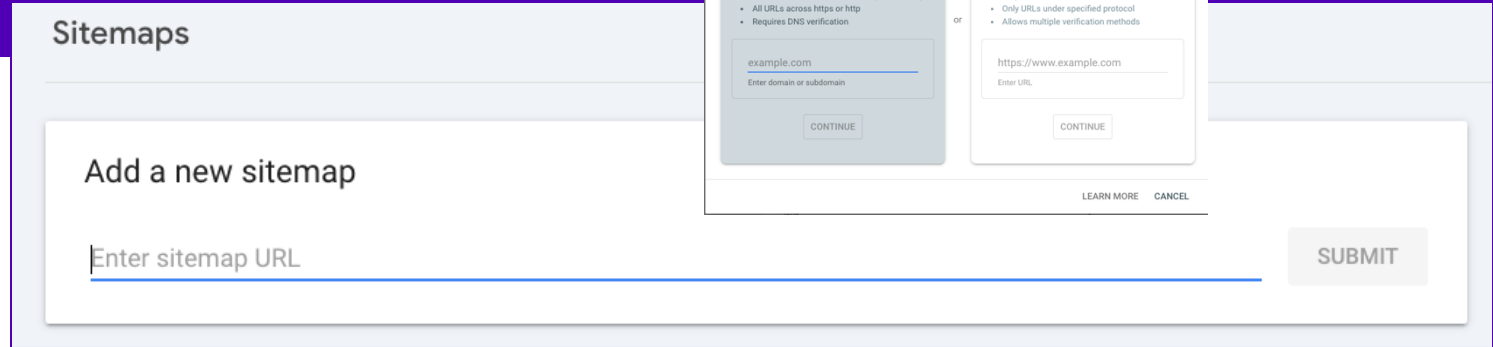 Sitemaps
All URLs across https or http
Requires DNS verification
example.com
Enter domain or subdomain
CONTINUE
or
Only URLs under specified protocol
Allows multiple verification methods
https://www.example.com
Enter URL
CONTINUE
LEARN MORE CANCEL
Add a new sitemap
Enter sitemap URL
SUBMIT